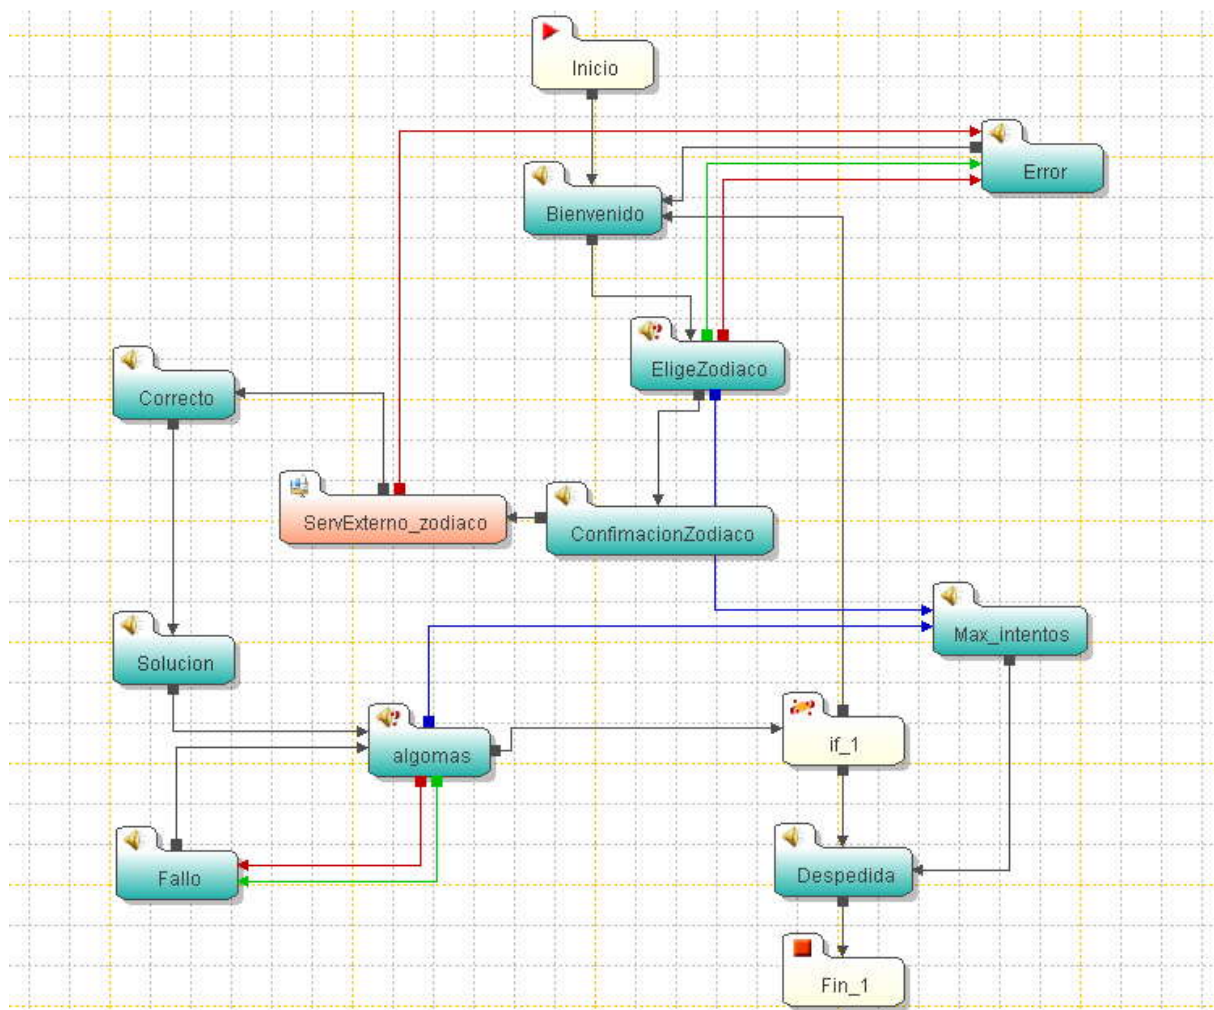 Inicio
Error
Bienvenido
EligeZodiaco
Correcto
ServExterno_zodiaco
ConfimacionZodiaco
Max_intentos
Solucion
if_1
algomas
Despedida
Fallo
Fin_1